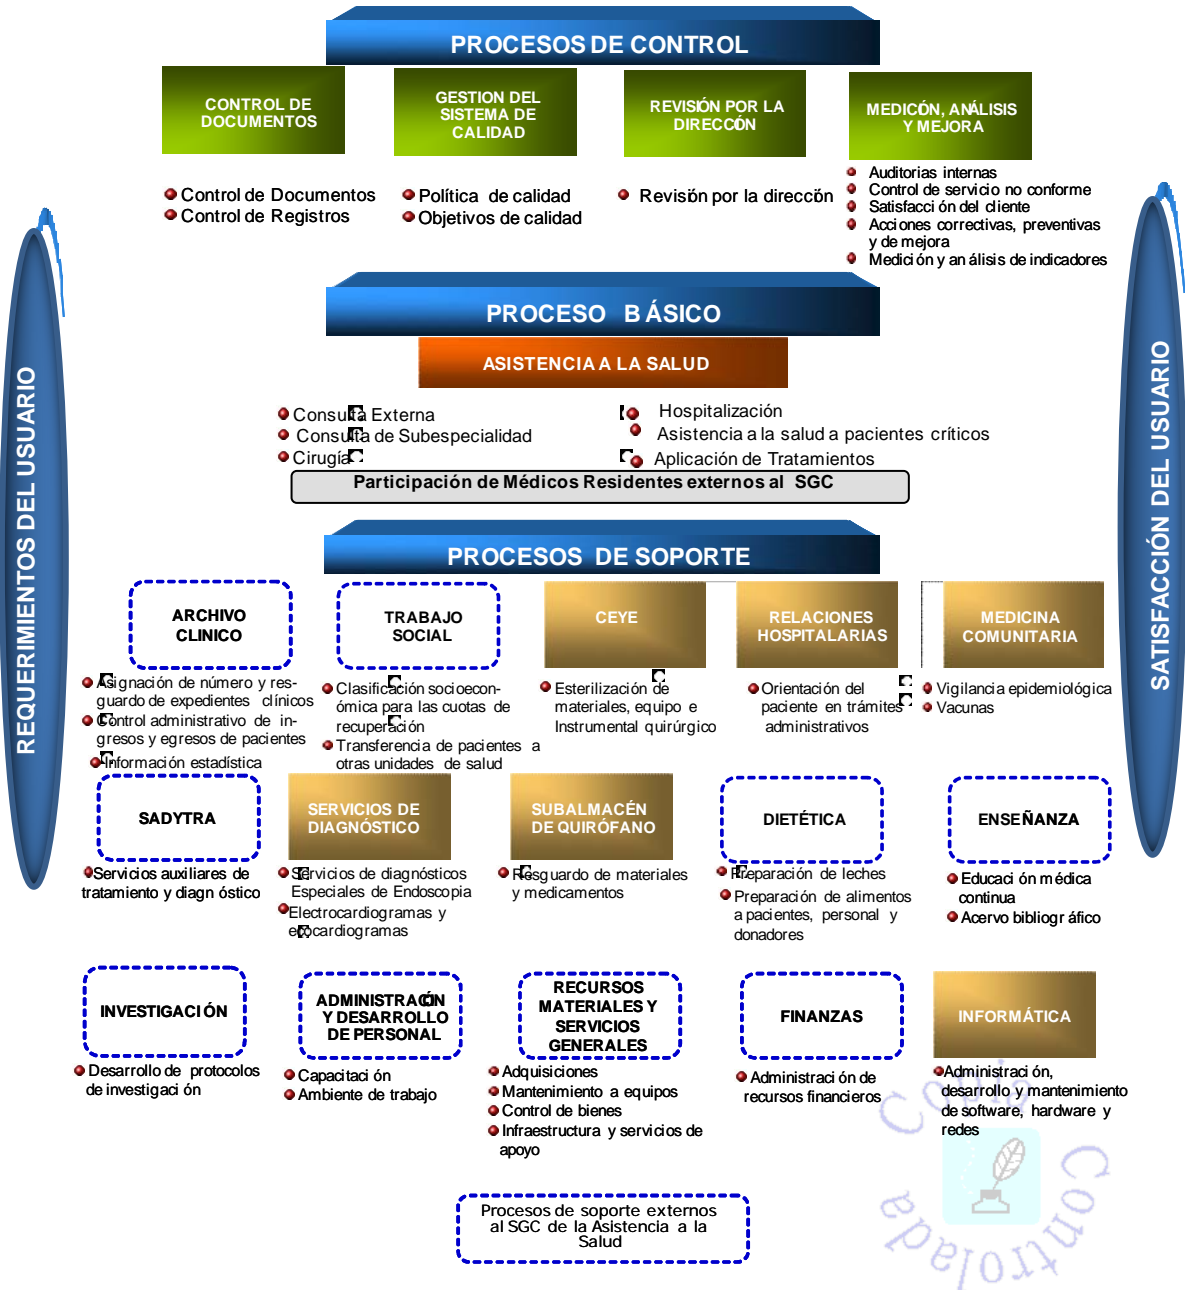 PROCESOS DE CONTROL
CONTROL DE
DOCUMENTOS
GESTION DEL
SISTEMA DE
CALIDAD
REVISIÓN POR LA
DIRECCÓN
MEDICÓN, ANÁLISIS
Y MEJORA
Control de Documentos
Control de Registros
Política de calidad
Objetivos de calidad
Revisión por la dirección
Auditorias internas
Control de servicio no conforme
Satisfacción del cliente
Acciones correctivas, preventivas
y de mejora
Medición y análisis de indicadores
REQUERIMIENTOS DEL USUARIO
SATISFACCIÓN DEL USUARIO
PROCESO BÁSICO
ASISTENCIA A LA SALUD
Consulta Externa
Consulta de Subespecialidad
Cirugía
Hospitalización
Asistencia a la salud a pacientes críticos
Aplicación de Tratamientos
Participación de Médicos Residentes externos al SGC
PROCESOS DE SOPORTE
ARCHIVO
CLINICO
TRABAJO
SOCIAL
CEYE
RELACIONES
HOSPITALARIAS
MEDICINA
COMUNITARIA
Asignación de número y res-
guardo de expedientes clínicos
Control administrativo de in-
gresos y egresos de pacientes
Información estadística
Clasificación socioecon-
ómica para las cuotas de
recuperación
Transferencia de pacientes a
otras unidades de salud
Esterilización de
materiales, equipo e
Instrumental quirúrgico
Orientación del
paciente en trámites
administrativos
Vigilancia epidemiológica
Vacunas
SADYTRA
SERVICIOS DE
DIAGNÓSTICO
SUBALMACÉN
DE QUIRÓFANO
DIETÉTICA
ENSEÑANZA
Servicios auxiliares de
tratamiento y diagnóstico
Servicios de diagnósticos
Especiales de Endoscopia
Electrocardiogramas y
ecocardiogramas
Resguardo de materiales
y medicamentos
Preparación de leches
Preparación de alimentos
a pacientes, personal y
donadores
Educación médica
continua
Acervo bibliográfico
INVESTIGACIÓN
ADMINISTRACIÓN
Y DESARROLLO
DE PERSONAL
RECURSOS
MATERIALES Y
SERVICIOS
GENERALES
FINANZAS
INFORMÁTICA
Desarrollo de protocolos
de investigación
Capacitación
Ambiente de trabajo
Adquisiciones
Mantenimiento a equipos
Control de bienes
Infraestructura y servicios de
apoyo
Administración de
recursos financieros
Administración,
desarrollo y mantenimiento
de software, hardware y
redes
Copia
Controlada
Procesos de soporte externos
al SGC de la Asistencia a la
Salud